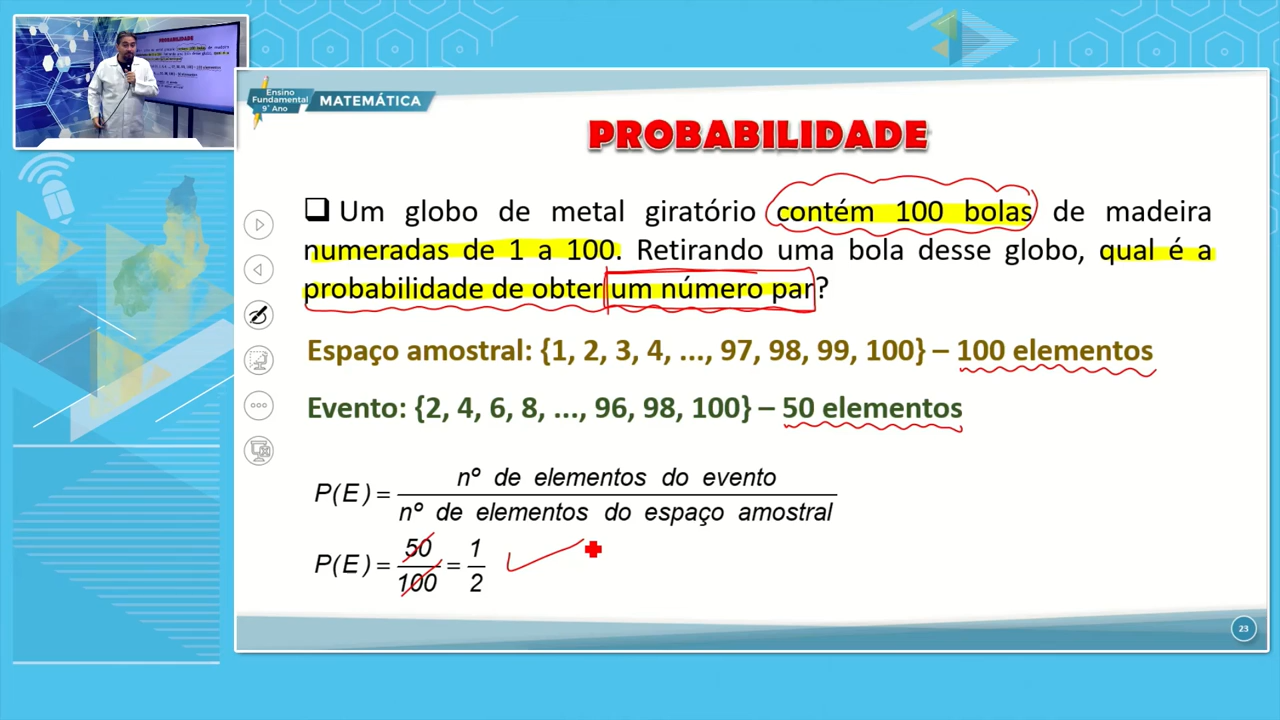 Ensino
Fundamental
9° Ano
MATEMÁTICA
PROBABILIDADE
Um globo de metal giratório contém 100 bolas de madeira
numeradas de 1 a 100. Retirando uma bola desse globo, qual é a
probabilidade de obter um número par?
Espaço amostral: {1, 2, 3, 4, ..., 97, 98, 99, 100} – 100 elementos
Evento: {2, 4, 6, 8, ..., 96, 98, 100} – 50 elementos
P(E) = nº de elementos do evento / nº de elementos do espaço amostral
P(E) = 50/100 = 1/2
23